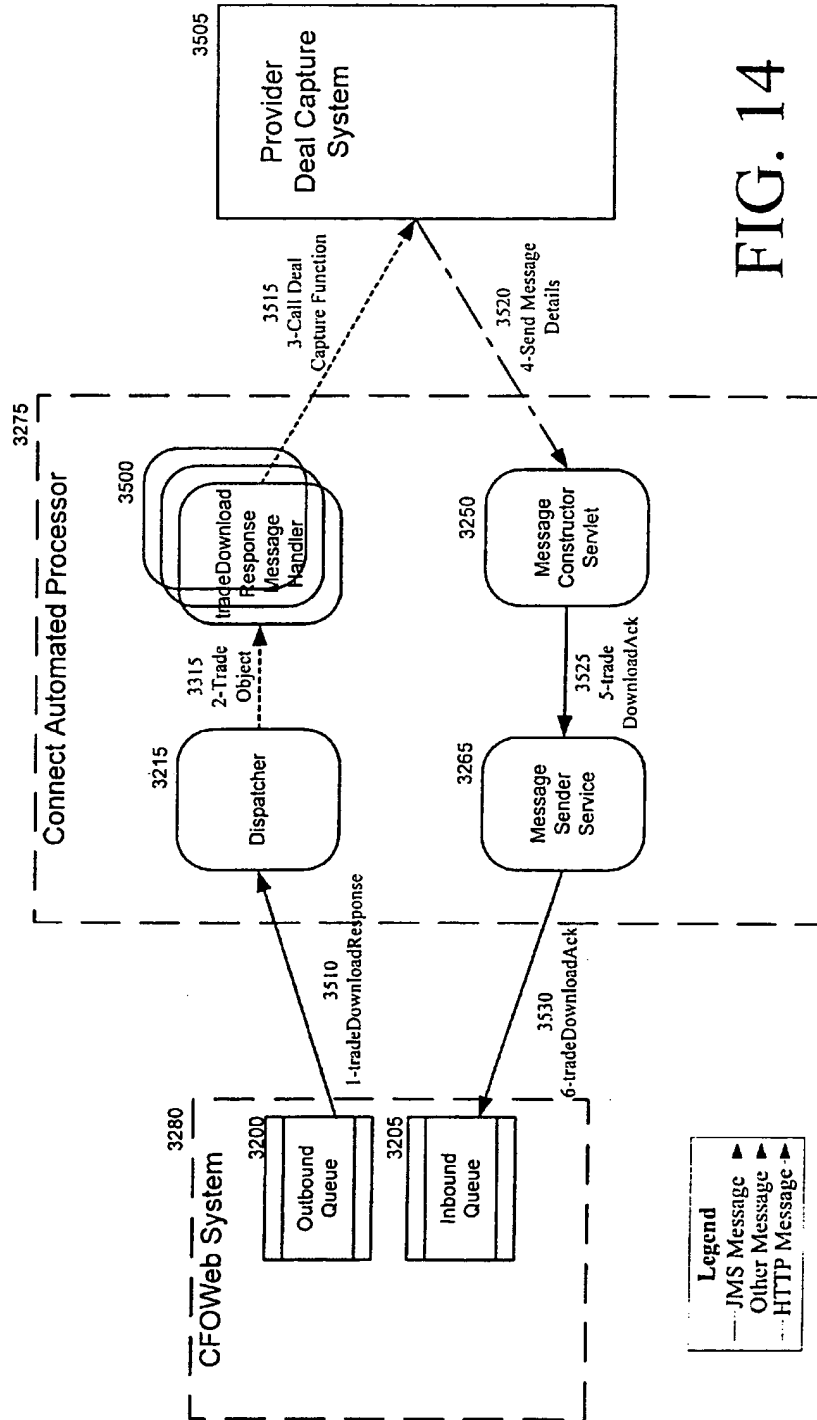 3280
CFOWeb System
3200
Outbound
Queue
3205
Inbound
Queue
3510
1-tradeDownloadResponse
3530
6-tradeDownloadAck
3275
Connect Automated Processor
3215
Dispatcher
3315
2-Trade
Object
3500
tradeDownload
Response
Message
Handler
3265
Message
Sender
Service
3525
5-trade
DownloadAck
3250
Message
Constructor
Servlet
3515
3-Call Deal
Capture Function
3520
4-Send Message
Details
3505
Provider
Deal Capture
System
Legend
JMS Message
Other Message
HTTP Message
FIG. 14